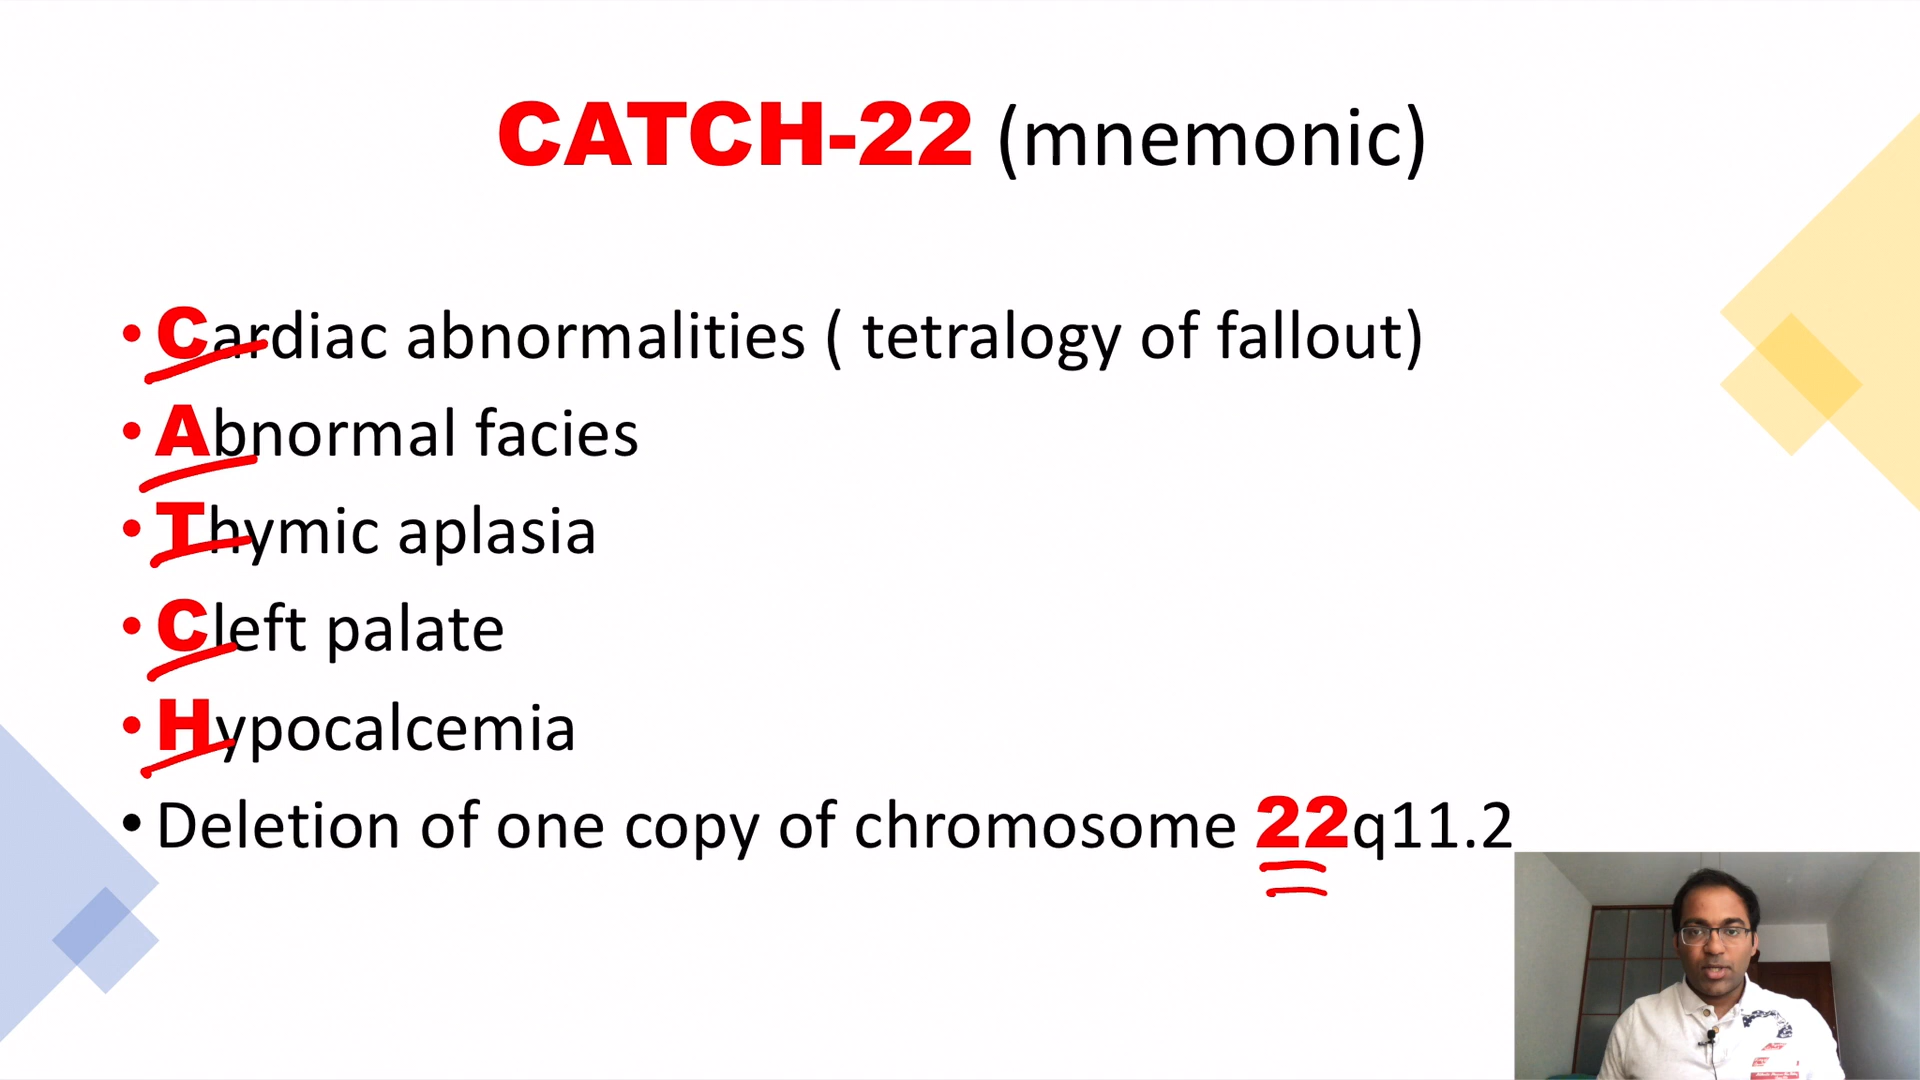 CATCH-22 (mnemonic)
• Cardiac abnormalities ( tetralogy of fallout)
• Abnormal facies
• Thymic aplasia
• Cleft palate
• Hypocalcemia
• Deletion of one copy of chromosome 22q11.2